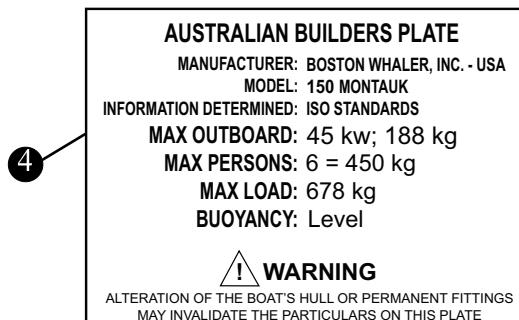 AUSTRALIAN BUILDERS PLATE
MANUFACTURER: BOSTON WHALER, INC. - USA
MODEL: 150 MONTAUK
INFORMATION DETERMINED: ISO STANDARDS
MAX OUTBOARD: 45 kw; 188 kg
4
MAX PERSONS: 6 = 450 kg
MAX LOAD: 678 kg
BUOYANCY: Level
! WARNING
ALTERATION OF THE BOAT'S HULL OR PERMANENT FITTINGS
MAY INVALIDATE THE PARTICULARS ON THIS PLATE